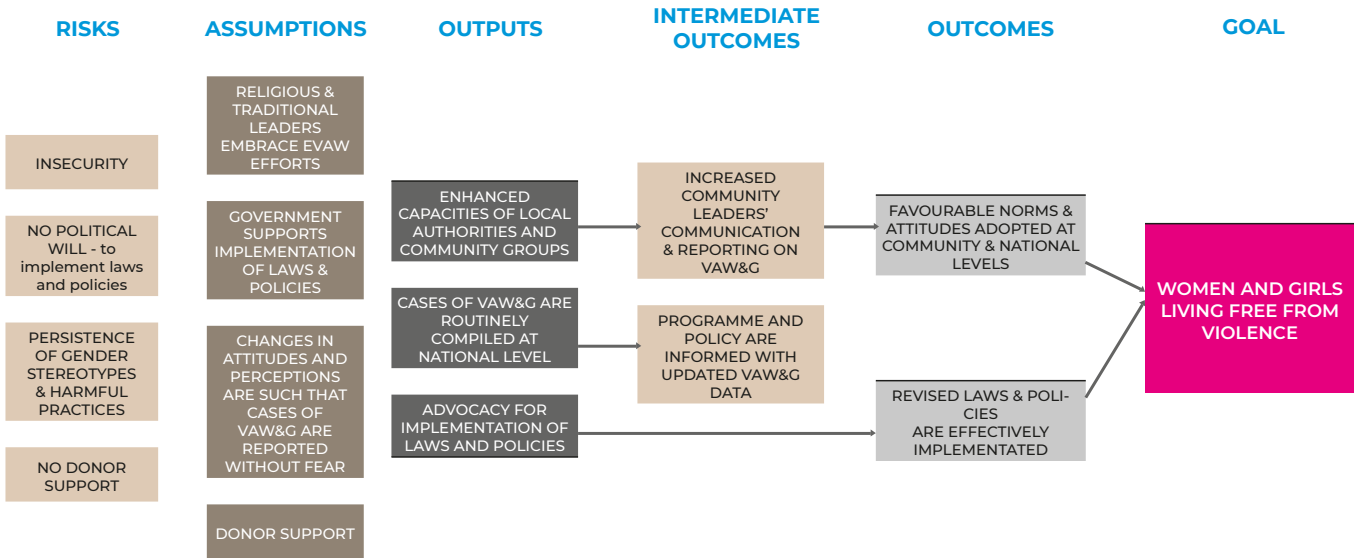 RISKS
ASSUMPTIONS
OUTPUTS
INTERMEDIATE
OUTCOMES
OUTCOMES
GOAL
INSECURITY
NO POLITICAL
WILL - to
implement laws
and policies
PERSISTENCE
OF GENDER
STEREOTYPES
& HARMFUL
PRACTICES
NO DONOR
SUPPORT
RELIGIOUS &
TRADITIONAL
LEADERS
EMBRACE EVAW
EFFORTS
GOVERNMENT
SUPPORTS
IMPLEMENTATION
OF LAWS &
POLICIES
CHANGES IN
ATTITUDES AND
PERCEPTIONS
ARE SUCH THAT
CASES OF
VAW&G ARE
REPORTED
WITHOUT FEAR
DONOR SUPPORT
ENHANCED
CAPACITIES OF LOCAL
AUTHORITIES AND
COMMUNITY GROUPS
CASES OF VAW&G ARE
ROUTINELY
COMPILED AT
NATIONAL LEVEL
ADVOCACY FOR
IMPLEMENTATION OF
LAWS AND POLICIES
INCREASED
COMMUNITY
LEADERS’
COMMUNICATION
& REPORTING ON
VAW&G
PROGRAMME AND
POLICY ARE
INFORMED WITH
UPDATED VAW&G
DATA
FAVOURABLE NORMS &
ATTITUDES ADOPTED AT
COMMUNITY & NATIONAL
LEVELS
REVISED LAWS & POLI-
CIES
ARE EFFECTIVELY
IMPLEMENTATED
WOMEN AND GIRLS
LIVING FREE FROM
VIOLENCE